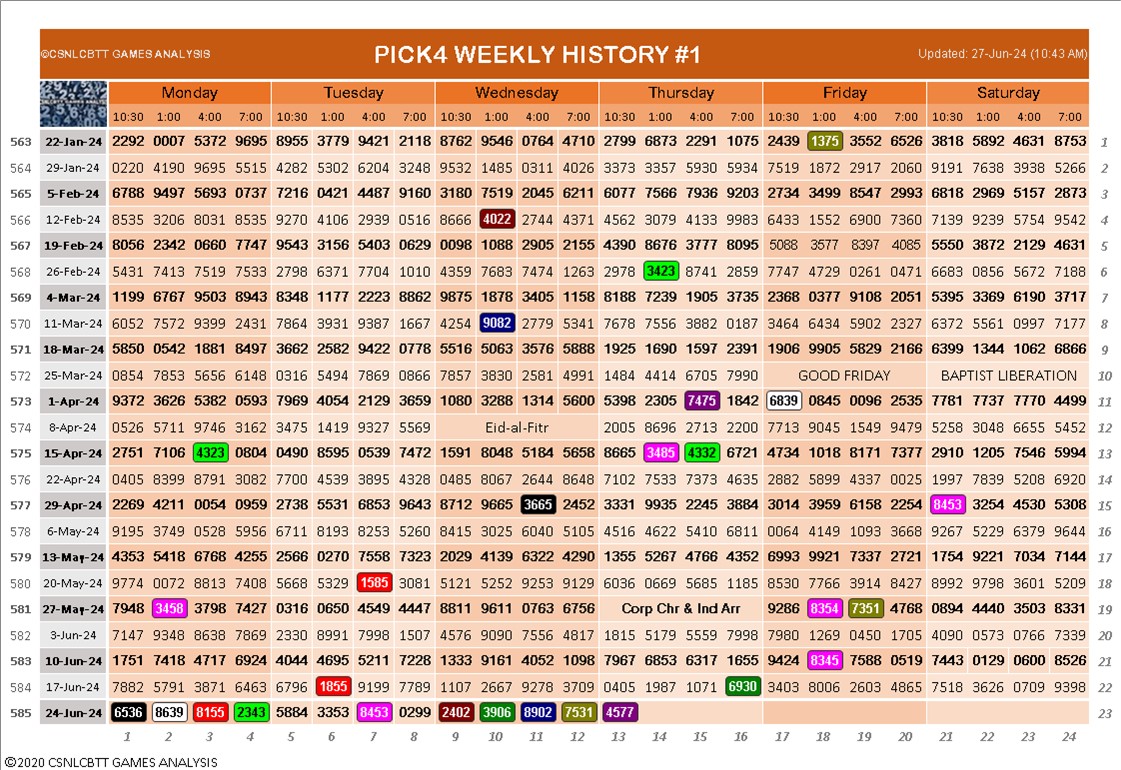 ©CSNLCBTT GAMES ANALYSIS PICK4 WEEKLY HISTORY #1 Updated: 27-Jun-24 (10:43 AM)
Monday Tuesday Wednesday Thursday Friday Saturday
10:30 1:00 4:00 7:00 10:30 1:00 4:00 7:00 10:30 1:00 4:00 7:00 10:30 1:00 4:00 7:00 10:30 1:00 4:00 7:00 10:30 1:00 4:00 7:00
563 22-Jan-24 2292 0007 5372 9695 8955 3779 9421 2118 8762 9546 0764 4710 2799 6873 2291 1075 2439 1375 3552 6526 3818 5892 4631 8753 1
564 29-Jan-24 0220 4190 9695 5515 4282 5302 6204 3248 9532 1485 0311 4026 3373 3357 5930 5934 7519 1872 2917 2060 9191 7638 3938 5266 2
565 5-Feb-24 6788 9497 5693 0737 7216 0421 4487 9160 3180 7519 2045 6211 6077 7566 7936 9203 2734 3499 8547 2993 6818 2969 5157 2873 3
566 12-Feb-24 8535 3206 8031 8535 9270 4106 2939 0516 8666 4022 2744 4371 4562 3079 4133 9983 6433 1552 6900 7360 7139 9239 5754 9542 4
567 19-Feb-24 8056 2342 0660 7747 9543 3156 5403 0629 0098 1088 2905 2155 4390 8676 3777 8095 5088 3577 8397 4085 5550 3872 2129 4631 5
568 26-Feb-24 5431 7413 7519 7533 2798 6371 7704 1010 4359 7683 7474 1263 2978 3423 8741 2859 7747 4729 0261 0471 6683 0856 5672 7188 6
569 4-Mar-24 1199 6767 9503 8943 8348 1177 2223 8862 9875 1878 3405 1158 8188 7239 1905 3735 2368 0377 9108 2051 5395 3369 6190 3717 7
570 11-Mar-24 6052 7572 9399 2431 7864 3931 9387 1667 4254 9082 2779 5341 7678 7556 3882 0187 3464 6434 5902 2327 6372 5561 0997 7177 8
571 18-Mar-24 5850 0542 1881 8497 3662 2582 9422 0778 5516 5063 3576 5888 1925 1690 1597 2391 1906 9905 5829 2166 6399 1344 1062 6866 9
572 25-Mar-24 0854 7853 5656 6148 0316 5494 7869 0866 7857 3830 2581 4991 1484 4414 6705 7990 GOOD FRIDAY BAPTIST LIBERATION 10
573 1-Apr-24 9372 3626 5382 0593 7969 4054 2129 3659 1080 3288 1314 5600 5398 2305 7475 1842 6839 0845 0096 2535 7781 7737 7770 4499 11
574 8-Apr-24 0526 5711 9746 3162 3475 1419 9327 5569 Eid-al-Fitr 2005 8696 2713 2200 7713 9045 1549 9479 5258 3048 6655 5452 12
575 15-Apr-24 2751 7106 4323 0804 0490 8595 0539 7472 1591 8048 5184 5658 8665 3485 4332 6721 4734 1018 8171 7377 2910 1205 7546 5994 13
576 22-Apr-24 0405 8399 8791 3082 7700 4539 3895 4328 0485 8067 2644 8648 7102 7533 7373 4635 2882 5899 4337 0025 1997 7839 5208 6920 14
577 29-Apr-24 2269 4211 0054 0959 2738 5531 6853 9643 8712 9665 3665 2452 3331 9935 2245 3884 3014 3959 6158 2254 8453 3254 4530 5308 15
578 6-May-24 9195 3749 0528 5956 6711 8193 8253 5260 8415 3025 6040 5105 4516 4622 5410 6811 0064 4149 1093 3668 9267 5229 6379 9644 16
579 13-May-24 4353 5418 6768 4255 2566 0270 7558 7323 2029 4139 6322 4290 1355 5267 4766 4352 6993 9921 7337 2721 1754 9221 7034 7144 17
580 20-May-24 9774 0072 8813 7408 5668 5329 1585 3081 5121 5252 9253 9129 6036 0669 5685 1185 8530 7766 3914 8427 8992 9798 3601 5209 18
581 27-May-24 7948 3458 3798 7427 0316 0650 4549 4447 8811 9611 0763 6756 Corp Chr & Ind Arr 9286 8354 7351 4768 0894 4440 3503 8331 19
582 3-Jun-24 7147 9348 8638 7869 2330 8991 7998 1507 4576 9090 7556 4817 1815 5179 5559 7998 7980 1269 0450 1705 4090 0573 0766 7339 20
583 10-Jun-24 1751 7418 4717 6924 4044 4695 5211 7228 1333 9161 4052 1098 7967 6853 6317 1655 9424 8345 7588 0519 7443 0129 0600 8526 21
584 17-Jun-24 7882 5791 3871 6463 6796 1855 9199 7789 1107 2667 9278 3709 0405 1987 1071 6930 3403 8006 2603 4865 7518 3626 0709 9398 22
585 24-Jun-24 6536 8639 8155 2343 5884 3353 8453 0299 2402 3906 8902 7531 4577 23
1 2 3 4 5 6 7 8 9 10 11 12 13 14 15 16 17 18 19 20 21 22 23 24
©2020 CSNLCBTT GAMES ANALYSIS